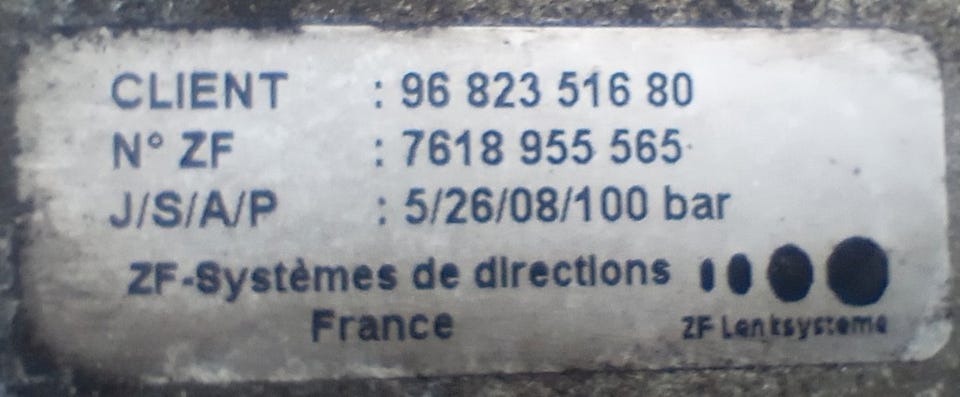 CLIENT : 96 823 516 80
N° ZF : 7618 955 565
J/S/A/P : 5/26/08/100 bar
ZF-Systèmes de directions
France
ZF Lenksysteme